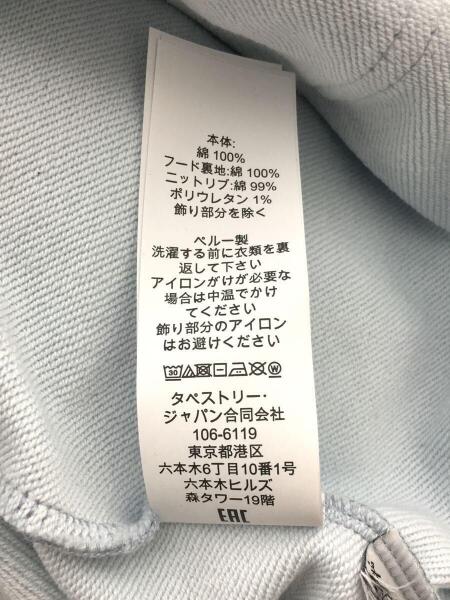 本体:
綿 100%
フード裏地:綿 100%
ニットリブ:綿 99%
ポリウレタン 1%
飾り部分を除く
ペルー製
洗濯する前に衣類を裏
返して下さい
アイロンがけが必要な
場合は中温でかけ
てください
飾り部分のアイロン
はお避けください
30 W
タペストリー・
ジャパン合同会社
106-6119
東京都港区
六本木6丁目10番1号
六本木ヒルズ
森タワー19階
EAC